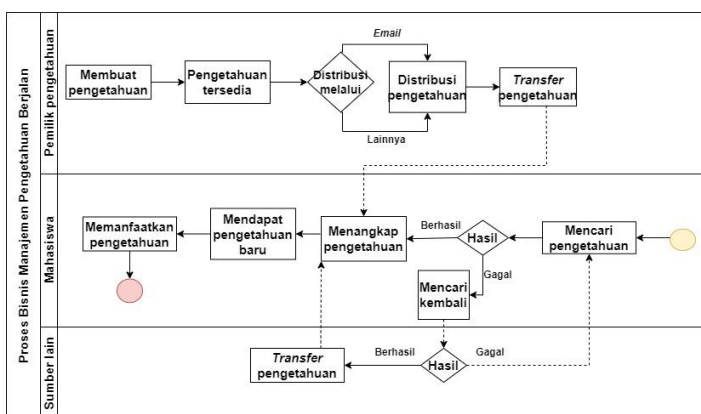 Proses Bisnis Manajemen Pengetahuan Berjalan
Pemilik pengetahuan
Email
Membuat
pengetahuan
Pengetahuan
tersedia
Distribusi
melalui
Distribusi
pengetahuan
Transfer
pengetahuan
Lainnya
Mahasiswa
Memanfaatkan
pengetahuan
Mendapat
pengetahuan
baru
Menangkap
pengetahuan
Berhasil
Hasil
Mencari
pengetahuan
Gagal
Mencari
kembali
Sumber lain
Transfer
pengetahuan
Berhasil
Hasil
Gagal